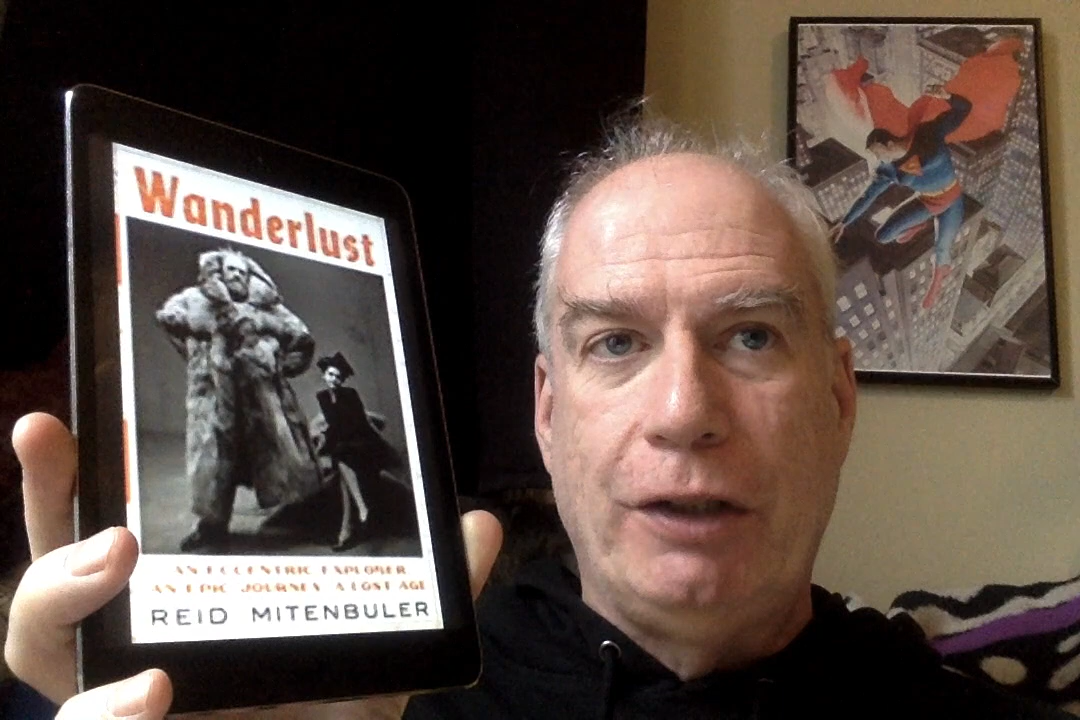 Wanderlust
AN ECCENTRIC EXPLORER
AN EPIC JOURNEY A LOST AGE
REID MITENBULER